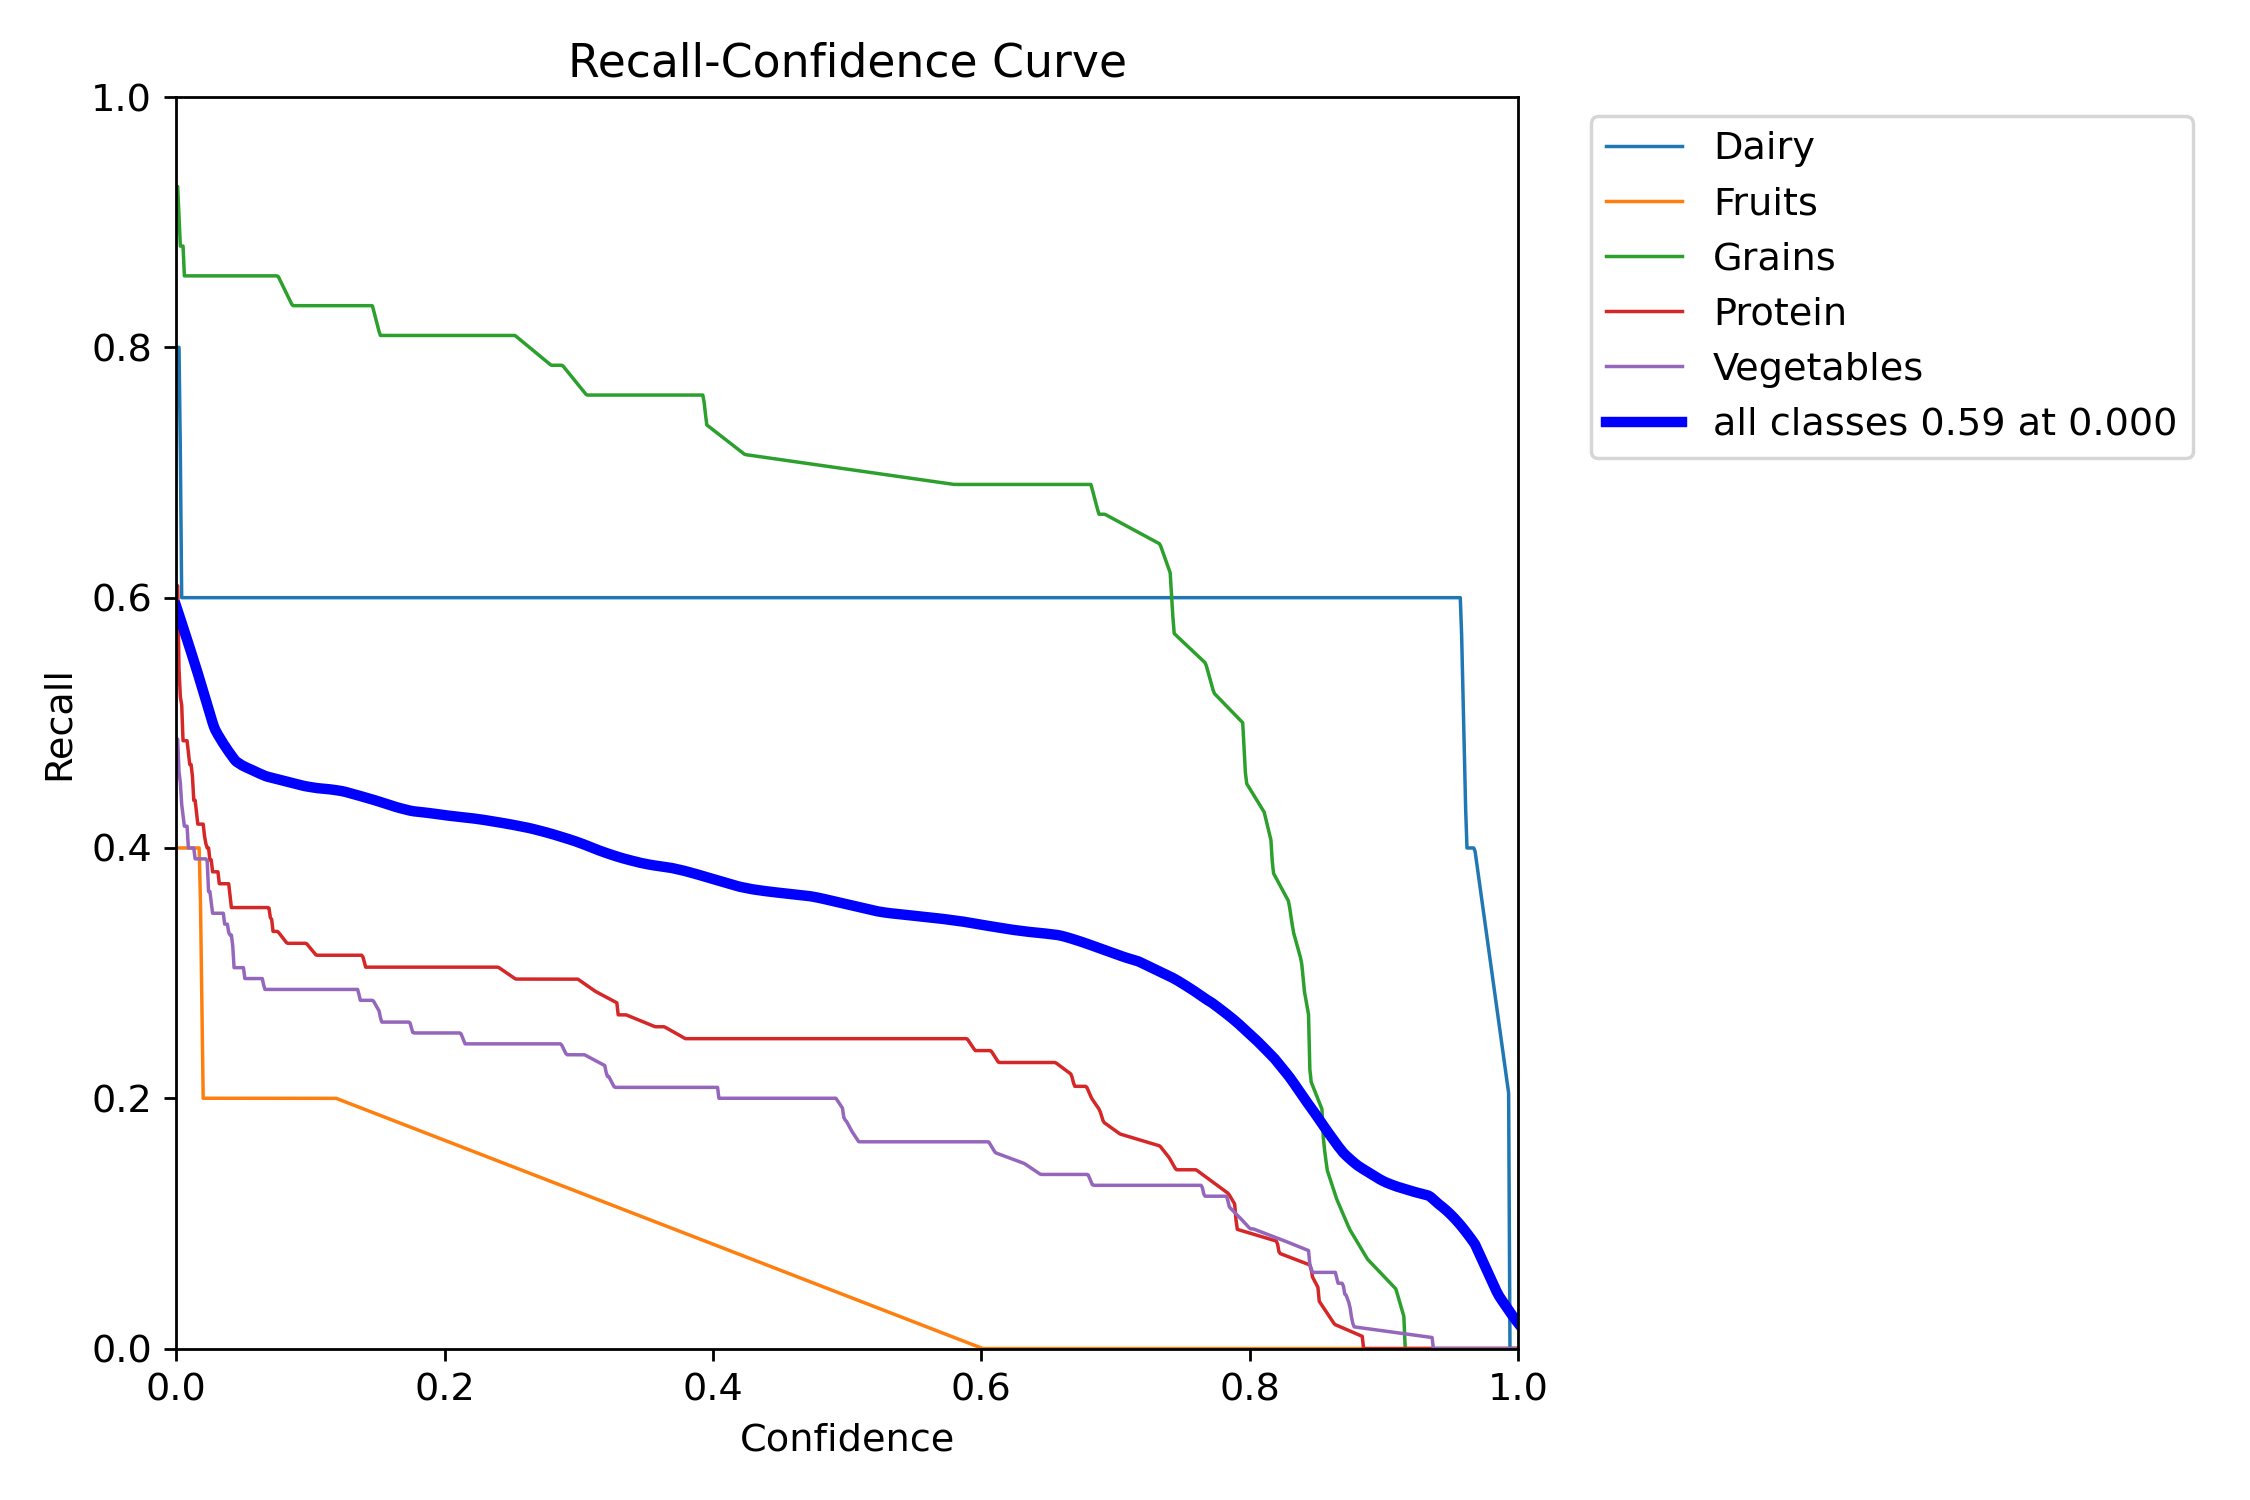 Recall-Confidence Curve
1.0
0.8
0.6
0.4
0.2
0.0
Recall
0.0 0.2 0.4 0.6 0.8 1.0
Confidence
Dairy
Fruits
Grains
Protein
Vegetables
all classes 0.59 at 0.000